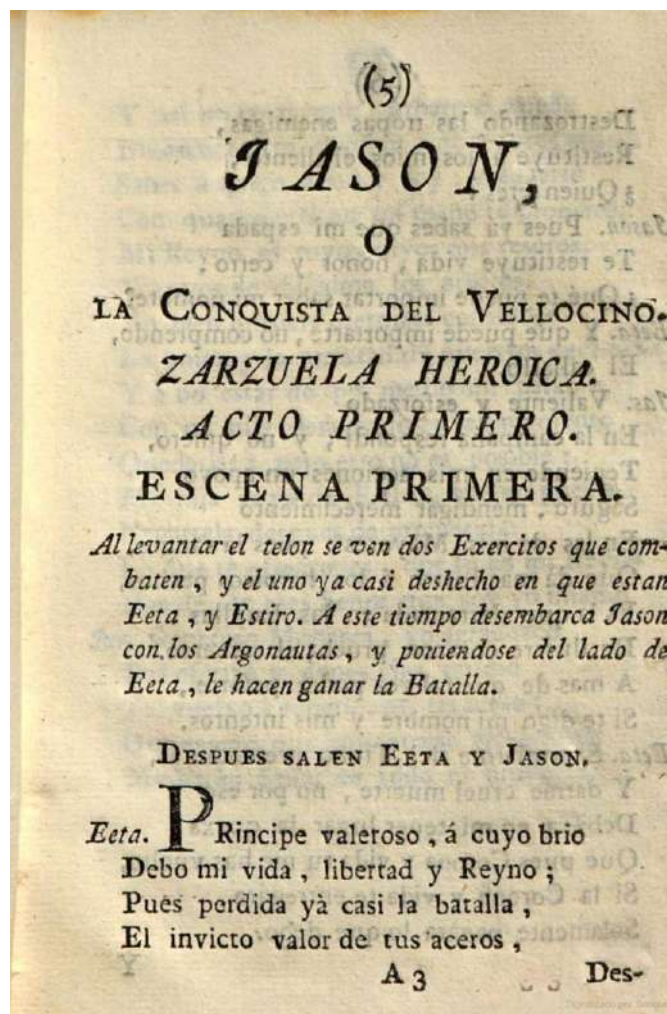 (5)
JASON,
O
LA CONQUISTA DEL VELLOCINO.
ZARZUELA HEROICA.
ACTO PRIMERO.
ESCENA PRIMERA.
Al levantar el telon se ven dos Exercitos que com-
baten , y el uno ya casi deshecho en que estan
Eeta , y Estiro. A este tiempo desembarca Jason
con los Argonautas , y poniendose del lado de
Eeta , le hacen ganar la Batalla.
DESPUES SALEN EETA Y JASON.
Eeta. PRincipe valeroso , á cuyo brio
Debo mi vida , libertad y Reyno ;
Pues perdida yà casi la batalla ,
El invicto valor de tus aceros ,
A 3 Des-